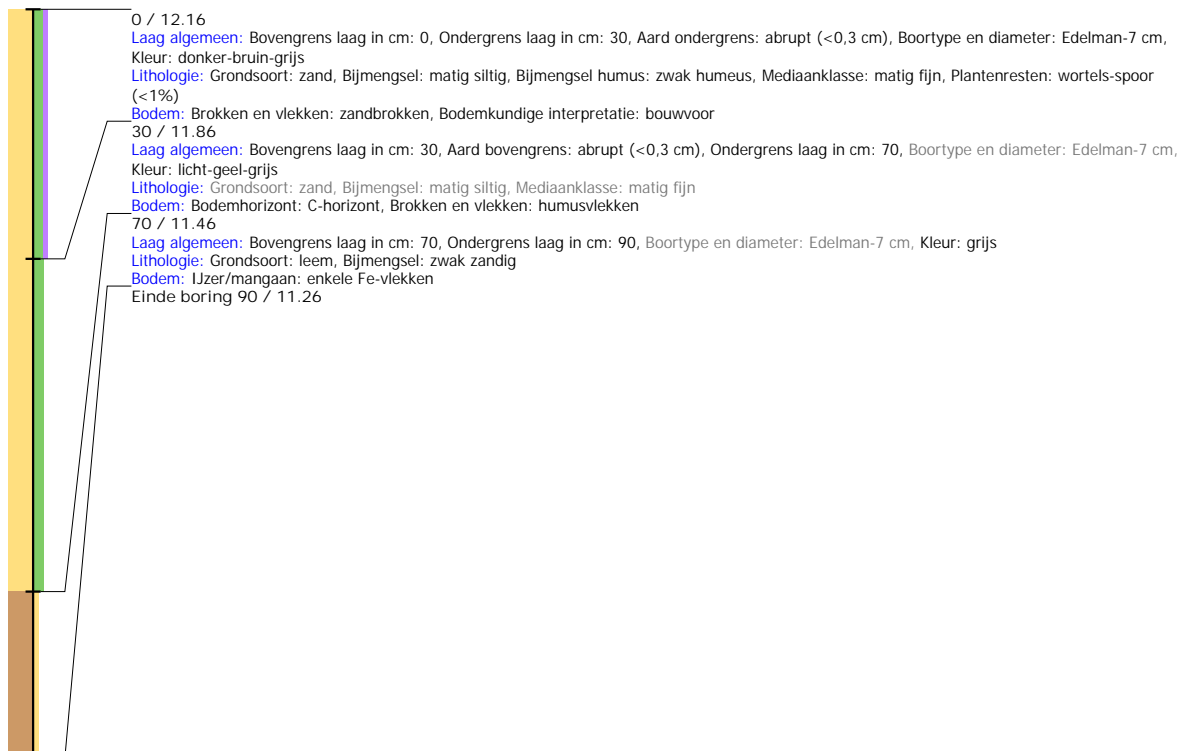 0 / 12.16
Laag algemeen: Bovengrens laag in cm: 0, Ondergrens laag in cm: 30, Aard ondergrens: abrupt (<0,3 cm), Boortype en diameter: Edelman-7 cm,
Kleur: donker-bruin-grijs
Lithologie: Grondsoort: zand, Bijmengsel: matig siltig, Bijmengsel humus: zwak humeus, Mediaanklasse: matig fijn, Plantenresten: wortels-spoor
(<1%)
Bodem: Brokken en vlekken: zandbrokken, Bodemkundige interpretatie: bouwvoor
30 / 11.86
Laag algemeen: Bovengrens laag in cm: 30, Aard bovengrens: abrupt (<0,3 cm), Ondergrens laag in cm: 70, Boortype en diameter: Edelman-7 cm,
Kleur: licht-geel-grijs
Lithologie: Grondsoort: zand, Bijmengsel: matig siltig, Mediaanklasse: matig fijn
Bodem: Bodemhorizont: C-horizont, Brokken en vlekken: humusvlekken
70 / 11.46
Laag algemeen: Bovengrens laag in cm: 70, Ondergrens laag in cm: 90, Boortype en diameter: Edelman-7 cm, Kleur: grijs
Lithologie: Grondsoort: leem, Bijmengsel: zwak zandig
Bodem: IJzer/mangaan: enkele Fe-vlekken
Einde boring 90 / 11.26